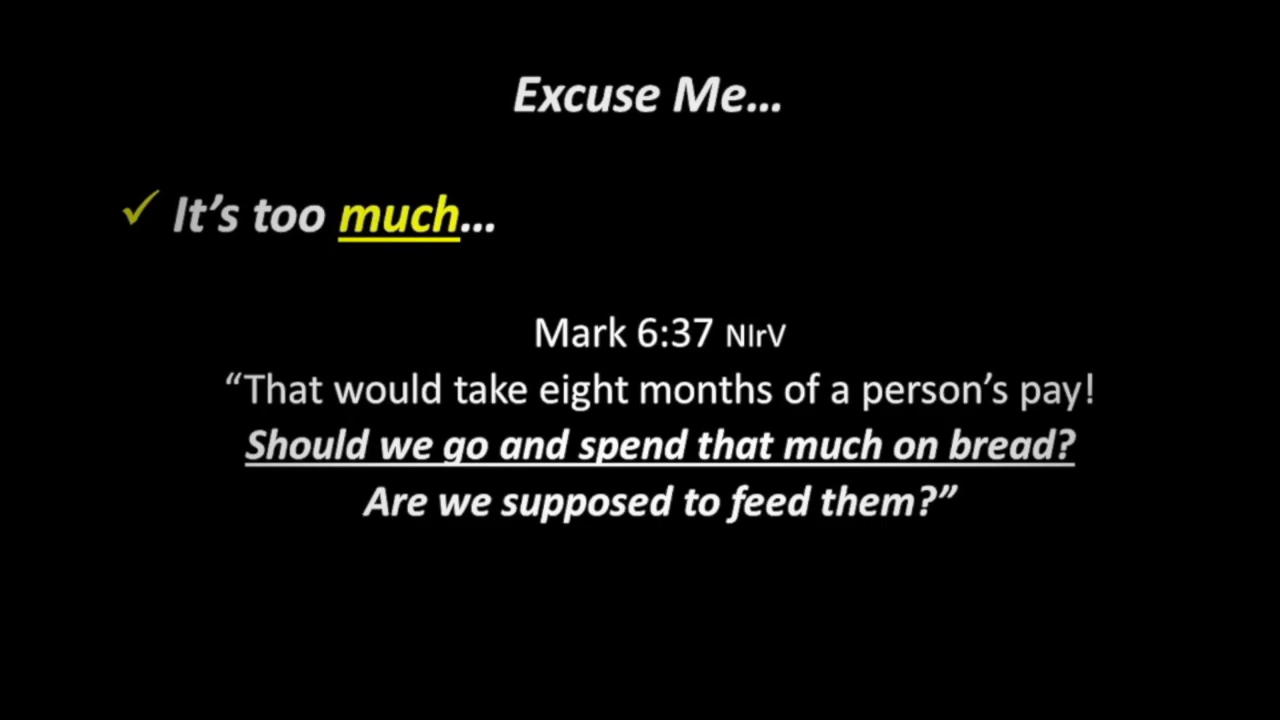 Excuse Me...
✓ It’s too much...
Mark 6:37 NIrV
“That would take eight months of a person’s pay!
Should we go and spend that much on bread?
Are we supposed to feed them?”